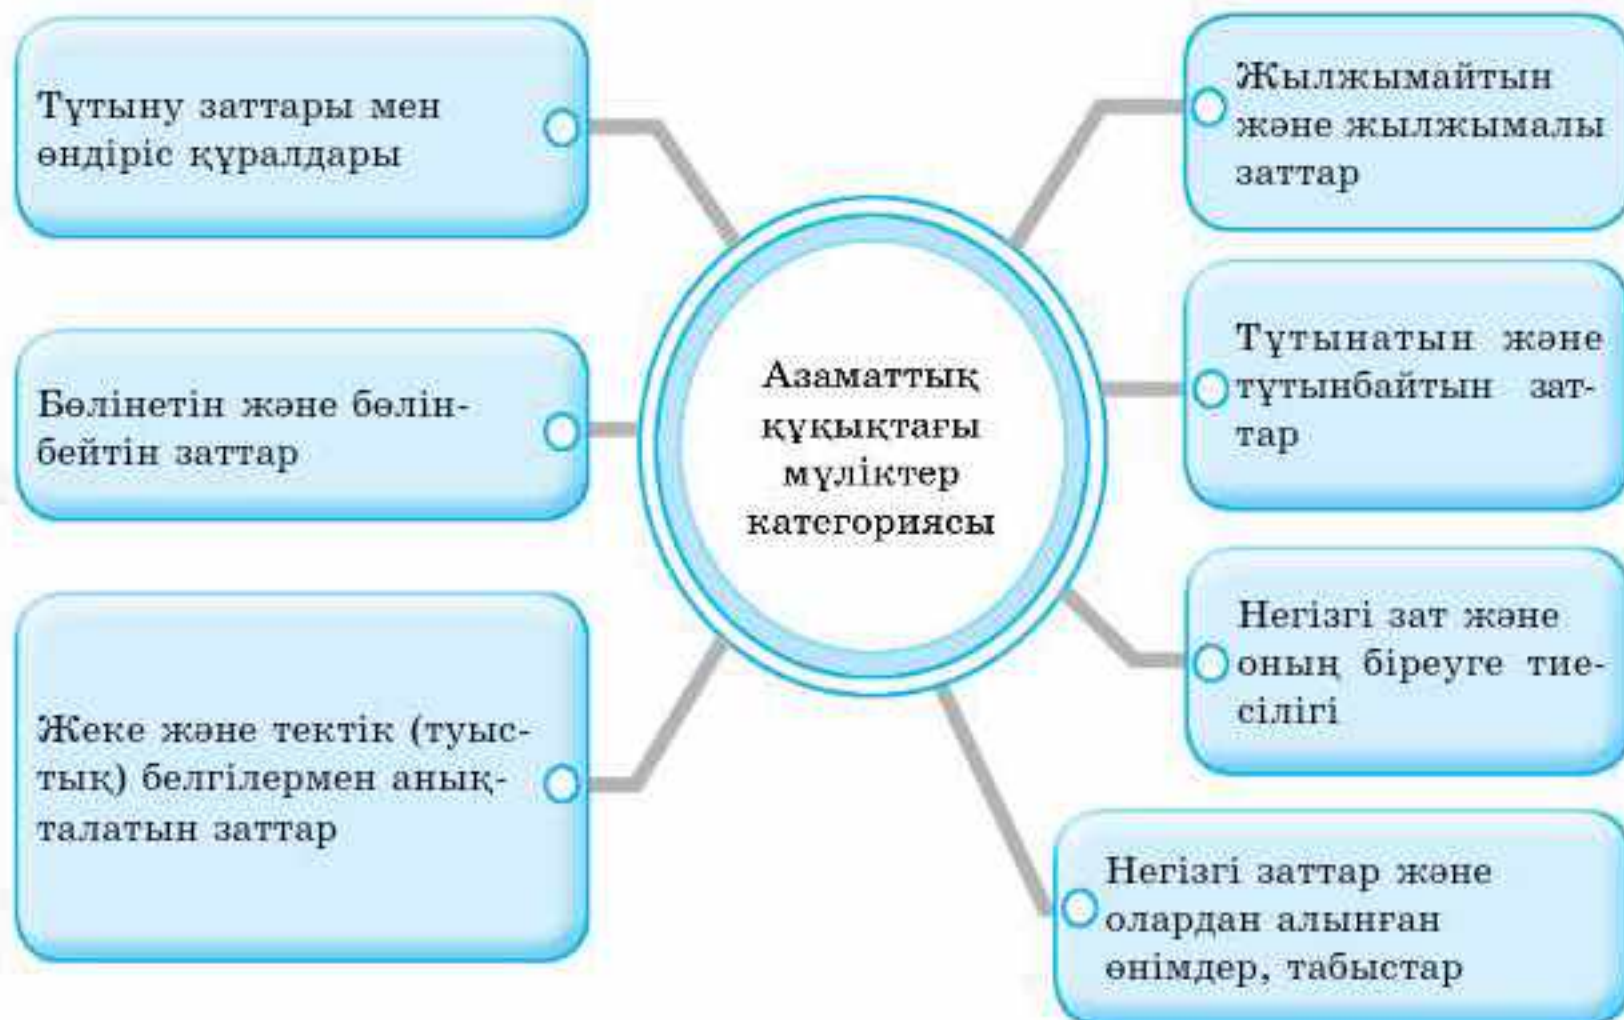 Тұтыну заттары мен
өндіріс құралдары
Бөлінетін және бөлін-
бейтін заттар
Жеке және тектік (туыс-
тық) белгілермен анық-
талатын заттар
Азаматтық
құқықтағы
мүліктер
категориясы
Жылжымайтын
және жылжымалы
заттар
Тұтынатын және
тұтынбайтын зат-
тар
Негізгі зат және
оның біреуге тие-
сілігі
Негізгі заттар және
олардан алынған
өнімдер, табыстар